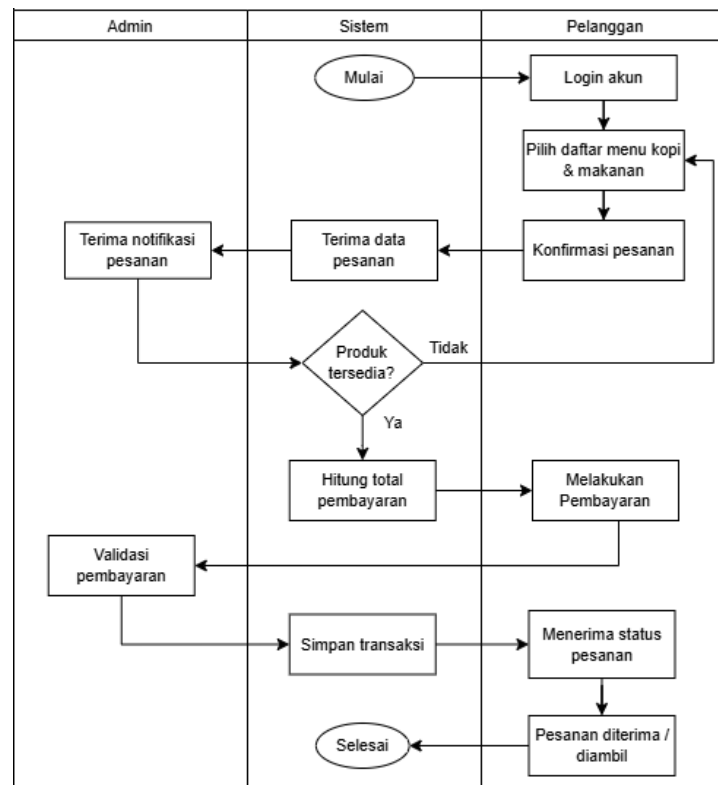 Admin
Sistem
Pelanggan
Mulai
Login akun
Pilih daftar menu kopi
& makanan
Terima notifikasi
pesanan
Terima data
pesanan
Konfirmasi pesanan
Produk
tersedia?
Tidak
Ya
Hitung total
pembayaran
Melakukan
Pembayaran
Validasi
pembayaran
Simpan transaksi
Menerima status
pesanan
Selesai
Pesanan diterima /
diambil